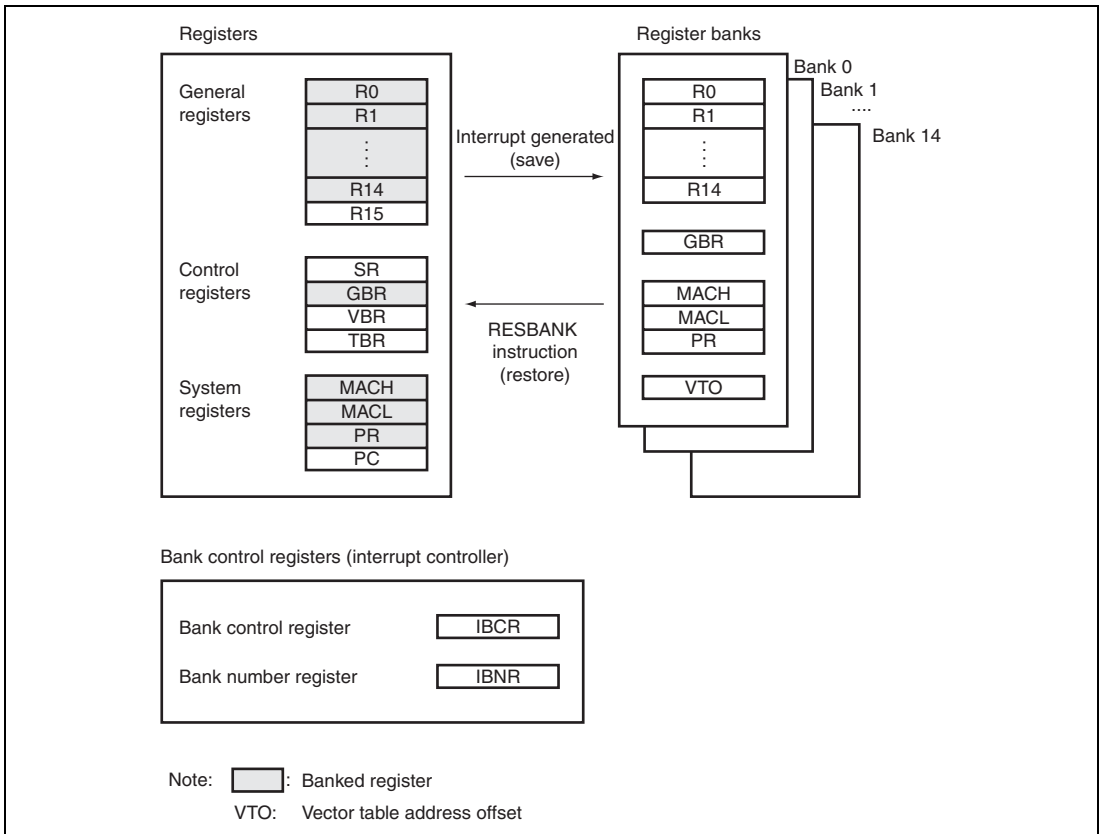 Registers
General
registers
R0
R1
R14
R15
Control
registers
SR
GBR
VBR
TBR
System
registers
MACH
MACL
PR
PC
Interrupt generated
(save)
RESBANK
instruction
(restore)
Register banks
Bank 0
Bank 1
....
Bank 14
R0
R1
R14
GBR
MACH
MACL
PR
VTO
Bank control registers (interrupt controller)
Bank control register IBCR
Bank number register IBNR
Note: : Banked register
VTO: Vector table address offset